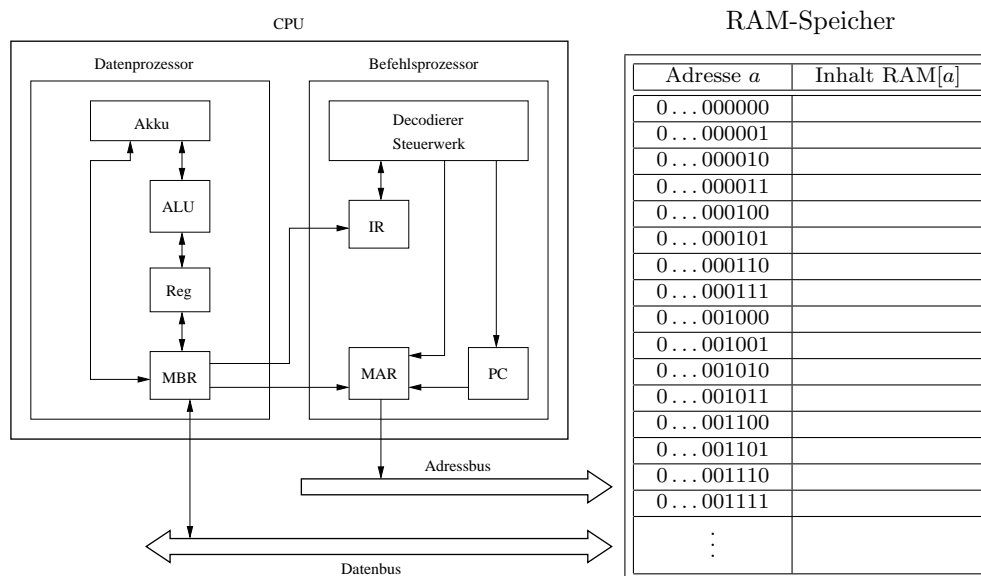 CPU
Datenprozessor
Akku
ALU
Reg
MBR
Befehlsprozessor
Decodierer
Steuerwerk
IR
MAR
PC
Adressbus
Datenbus
RAM-Speicher
Adresse a Inhalt RAM[a]
0...000000
0...000001
0...000010
0...000011
0...000100
0...000101
0...000110
0...000111
0...001000
0...001001
0...001010
0...001011
0...001100
0...001101
0...001110
0...001111
⋮